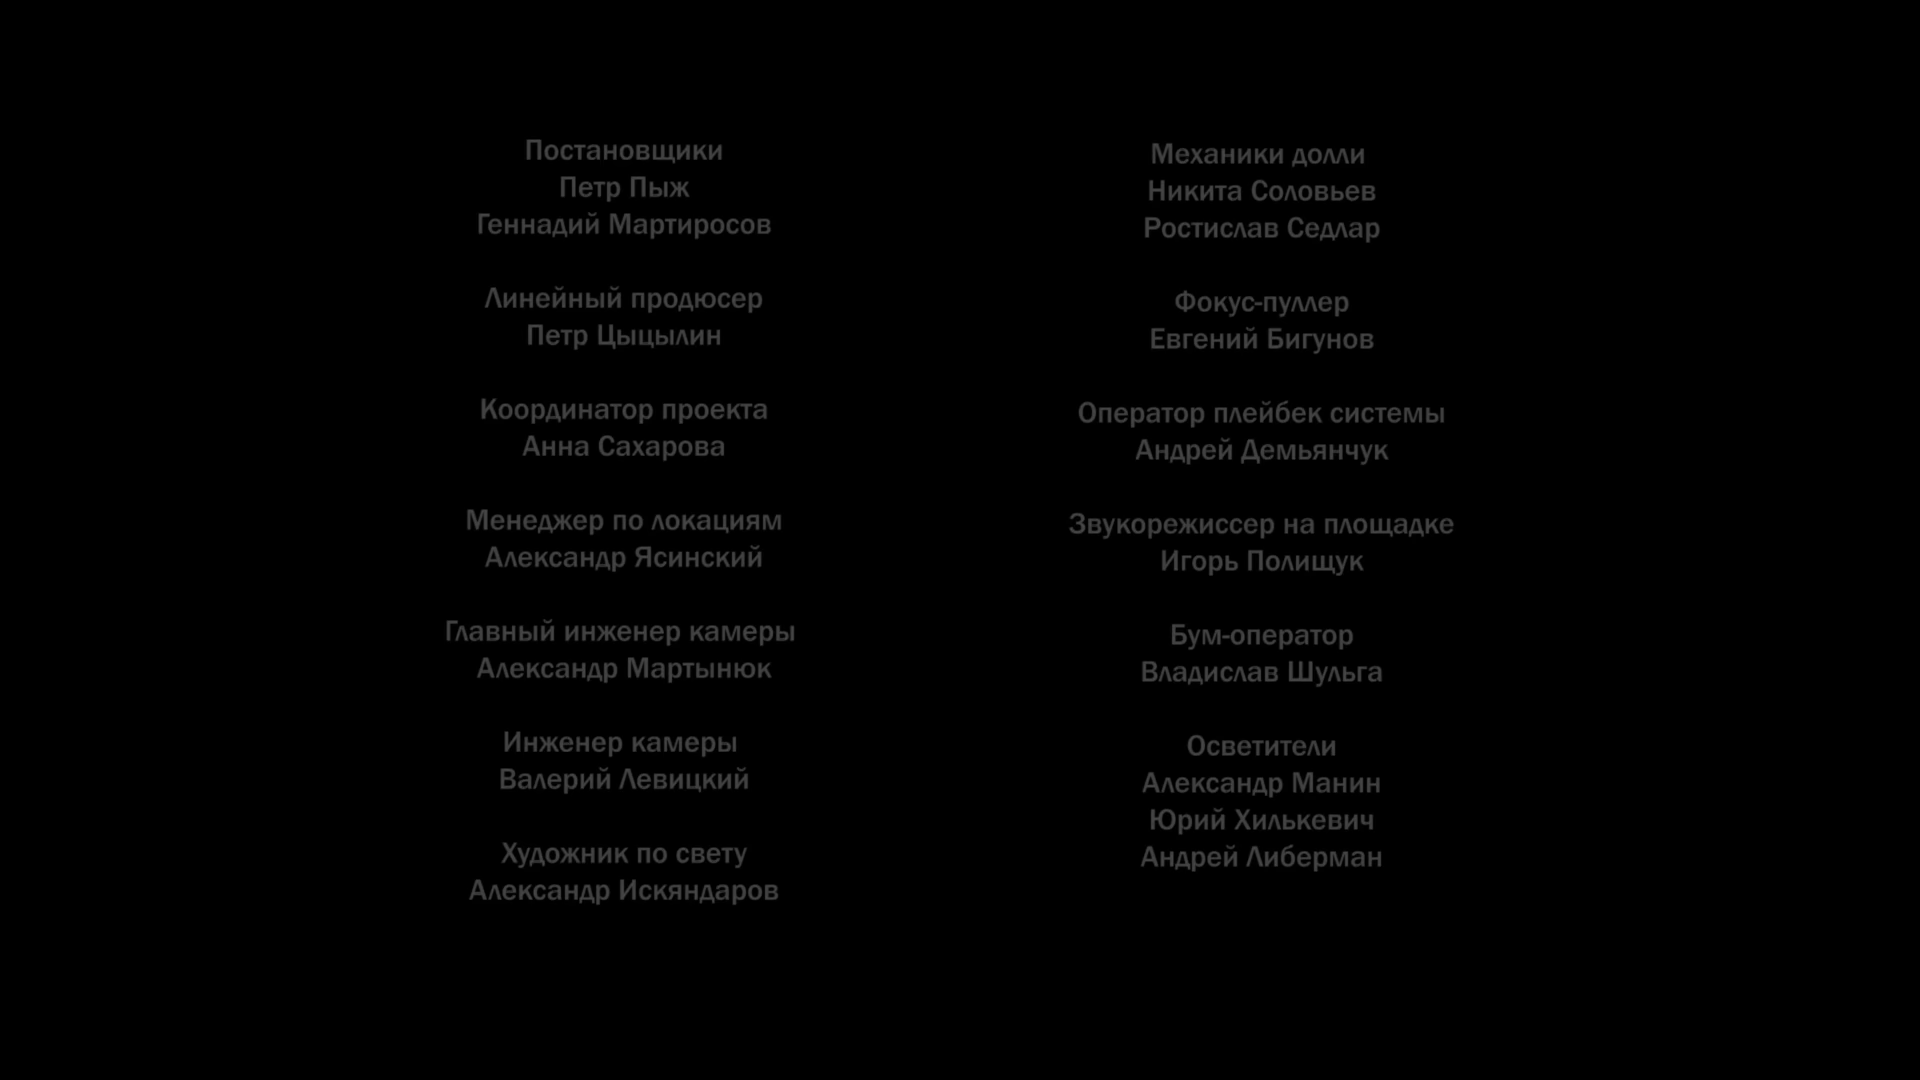 Постановщики
Петр Пыж
Геннадий Мартиросов
Линейный продюсер
Петр Цыцылин
Координатор проекта
Анна Сахарова
Менеджер по локациям
Александр Ясинский
Главный инженер камеры
Александр Мартынюк
Инженер камеры
Валерий Левицкий
Художник по свету
Александр Искяндаров
Механики долли
Никита Соловьев
Ростислав Седлар
Фокус-пуллер
Евгений Бигунов
Оператор плейбек системы
Андрей Демьянчук
Звукорежиссер на площадке
Игорь Полищук
Бум-оператор
Владислав Шульга
Осветители
Александр Манин
Юрий Хилькевич
Андрей Либерман